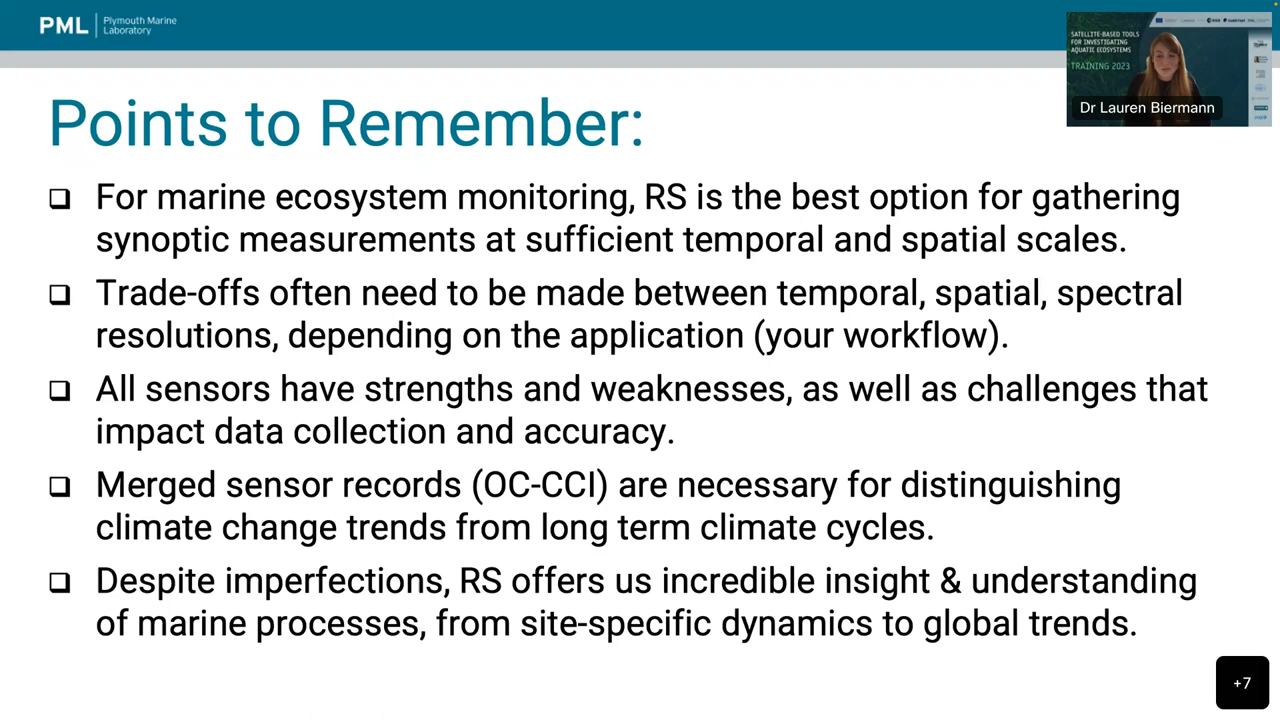 PML
Plymouth Marine
Laboratory
SATELLITE-BASED TOOLS
FOR INVESTIGATING
AQUATIC ECOSYSTEMS
TRAINING 2023
Dr Lauren Biermann
Points to Remember:
For marine ecosystem monitoring, RS is the best option for gathering
synoptic measurements at sufficient temporal and spatial scales.
Trade-offs often need to be made between temporal, spatial, spectral
resolutions, depending on the application (your workflow).
All sensors have strengths and weaknesses, as well as challenges that
impact data collection and accuracy.
Merged sensor records (OC-CCI) are necessary for distinguishing
climate change trends from long term climate cycles.
Despite imperfections, RS offers us incredible insight & understanding
of marine processes, from site-specific dynamics to global trends.
+7